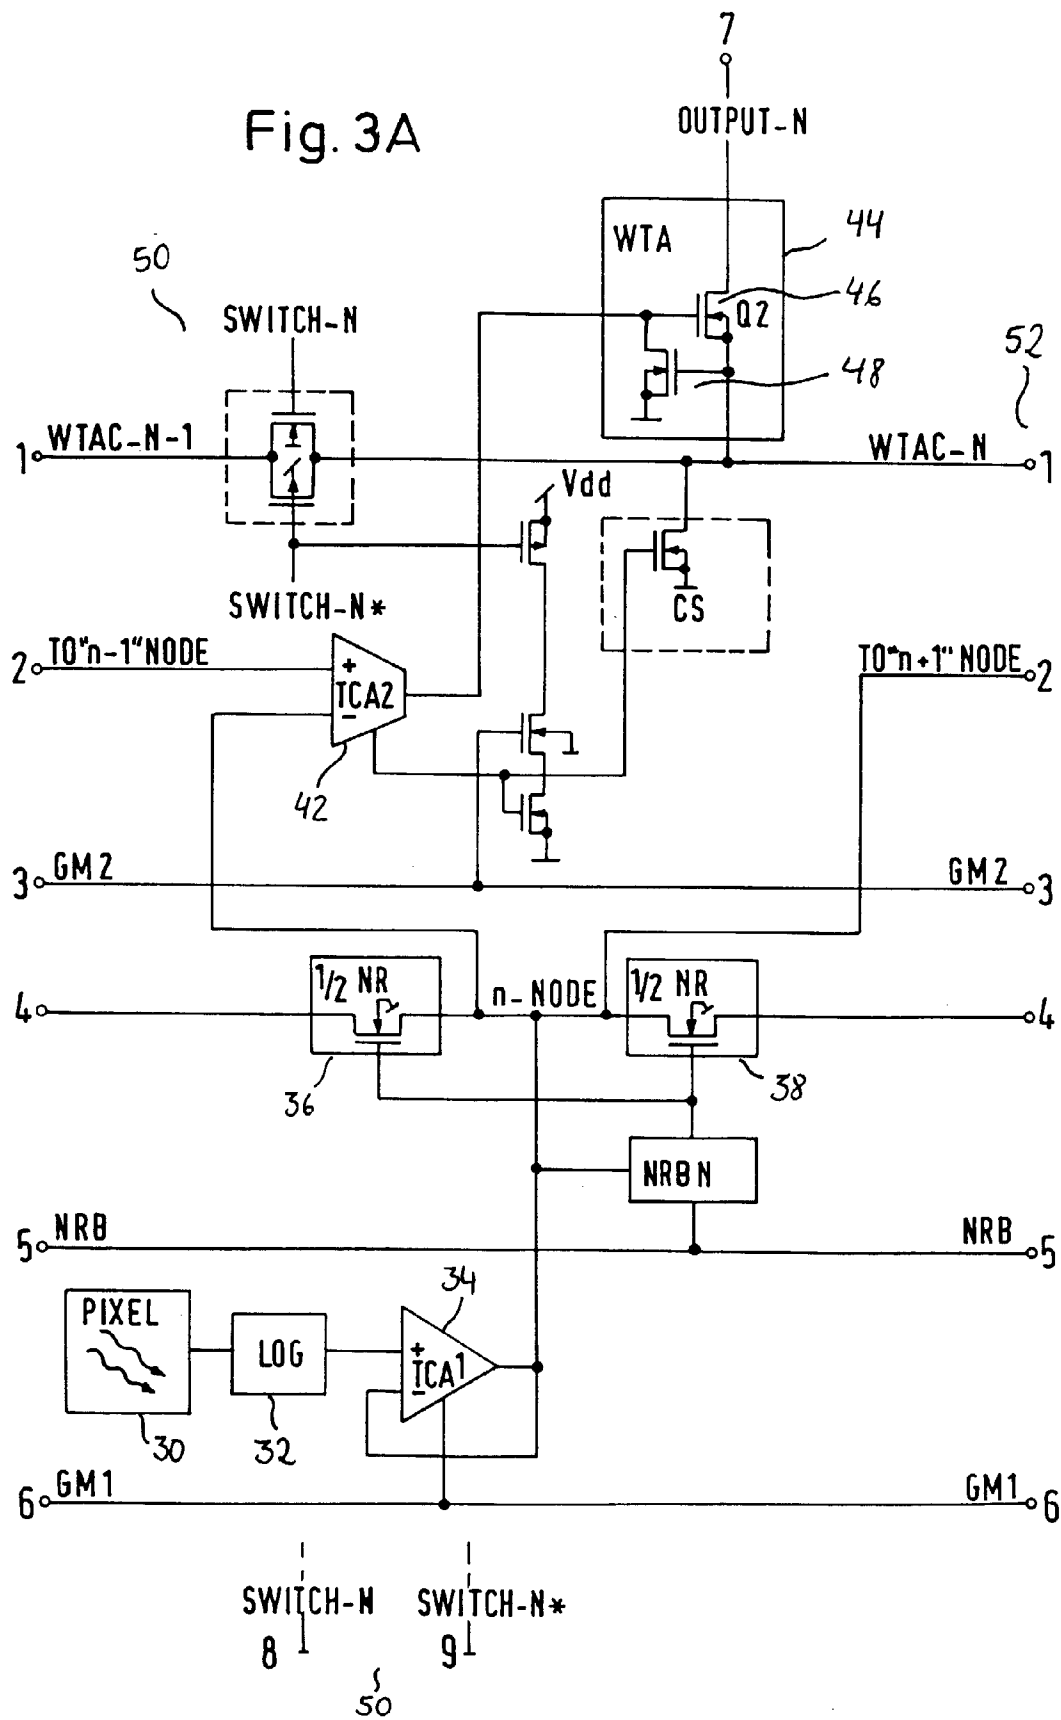 7
OUTPUT-N
Fig. 3A
44
WTA
50
46
Q2
SWITCH-N
52
48
1 WTAC-N-1
WTAC-N 1
Vdd
SWITCH-N*
CS
2 TO"n-1"NODE
TO"n+1"NODE 2
+
TCA2
-
42
3 GM2
GM2 3
1/2 NR
n-NODE
1/2 NR
4
4
36
38
NRBN
5 NRB
NRB 5
34
PIXEL
LOG
+
TCA1
-
30
32
6 GM1
GM1 6
SWITCH-N
SWITCH-N*
8
9
50